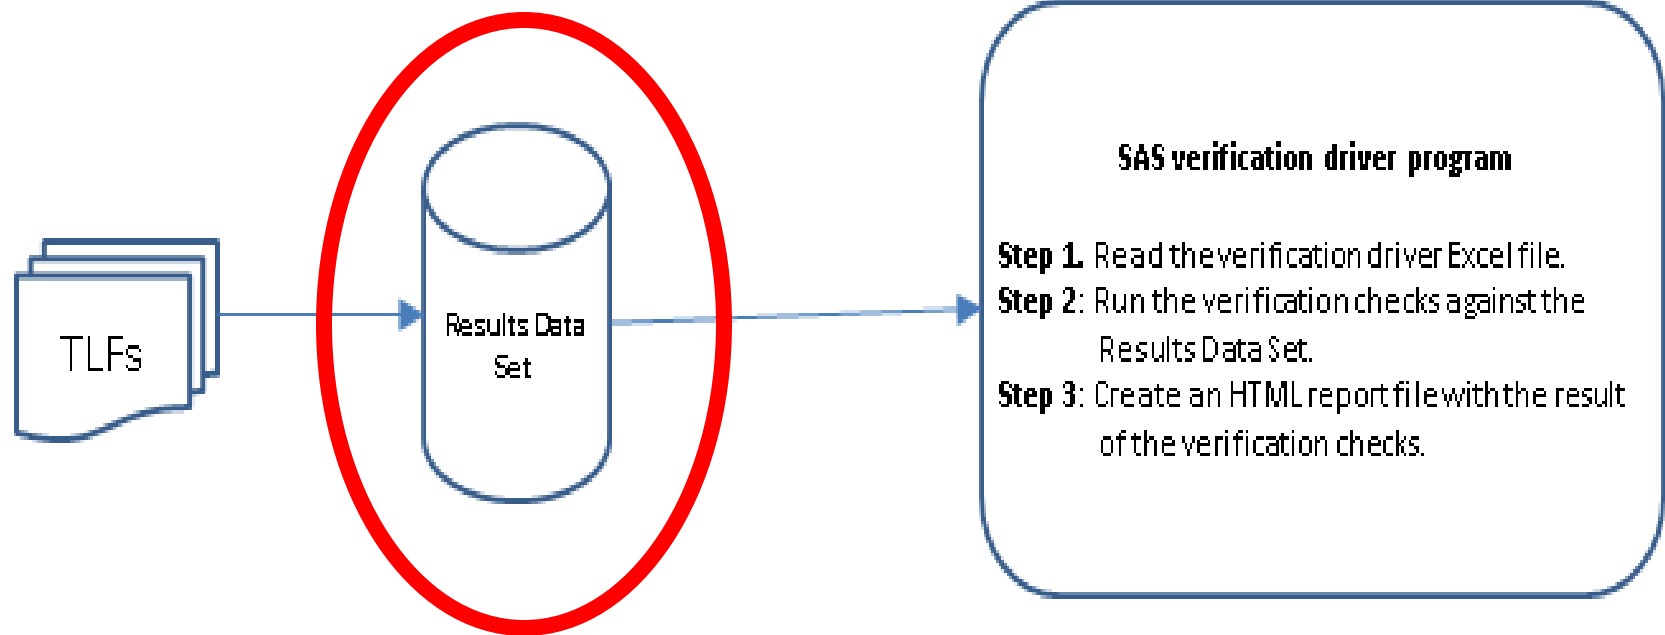 TLFs
Results Data
Set
SAS verification driver program
Step 1. Read the verification driver Excel file.
Step 2: Run the verification checks against the
Results Data Set.
Step 3: Create an HTML report file with the result
of the verification checks.